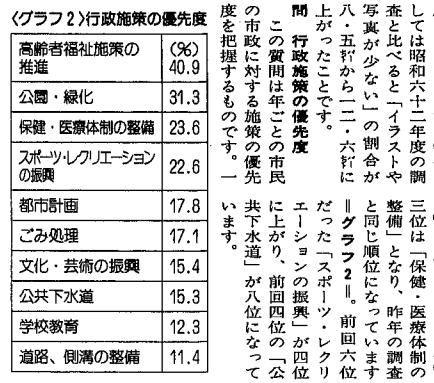 〈グラフ2〉行政施策の優先度
(%)
高齢者福祉施策の
推進 40.9
公園・緑化 31.3
保健・医療体制の整備 23.6
スポーツ・レクリエーション
の振興 22.6
都市計画 17.8
ごみ処理 17.1
文化・芸術の振興 15.4
公共下水道 15.3
学校教育 12.3
道路、側溝の整備 11.4
しては昭和六十二年度の調
査と比べると「イラストや
写真が少ない」の割合が
八・五㌫から一二・六㌫に
上がったことです。
問 行政施策の優先度
この質問は年ごとの市民
の市政に対する施策の優先
度を把握するものです。一
三位は「保健・医療体制の
整備」となり、昨年の調査
と同じ順位になっています
＝グラフ2＝。前回六位
だった「スポーツ・レクリ
エーションの振興」が四位
に上がり、前回四位の「公
共下水道」が八位になって
います。